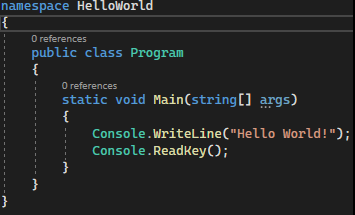 namespace HelloWorld
{
0 references
public class Program
{
0 references
static void Main(string[] args)
{
Console.WriteLine("Hello World!");
Console.ReadKey();
}
}
}